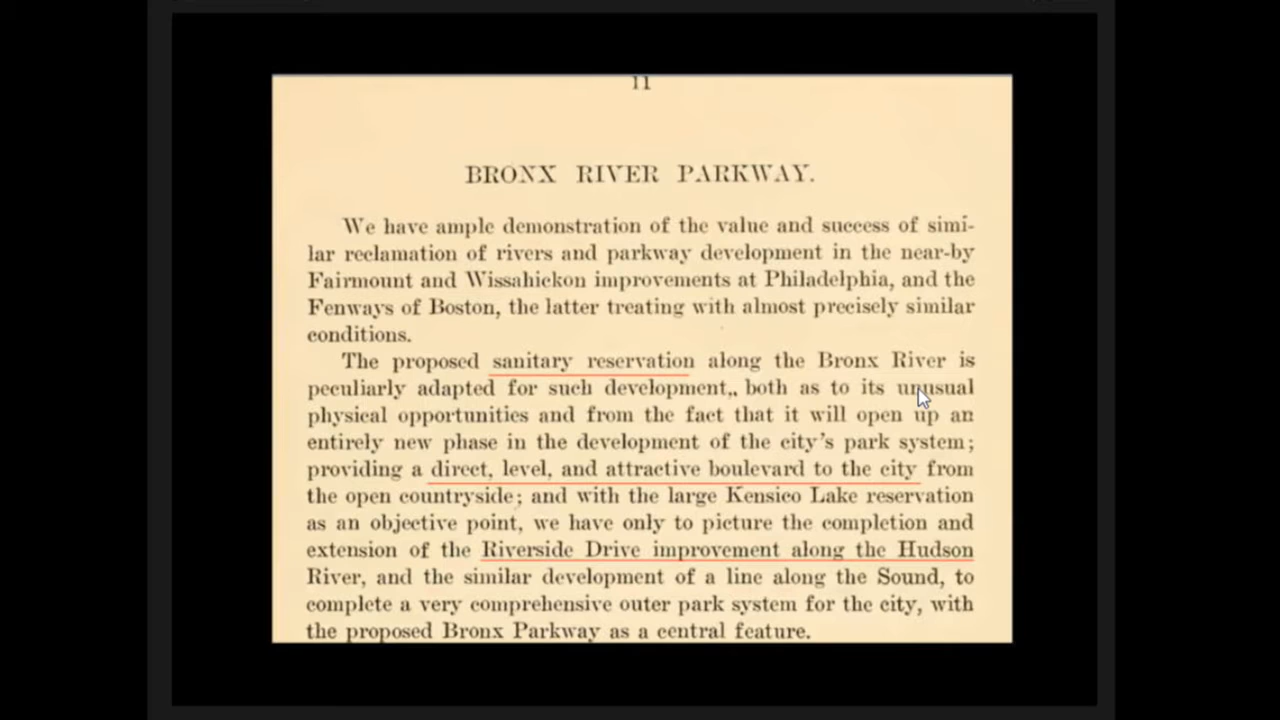 11
BRONX RIVER PARKWAY.
We have ample demonstration of the value and success of simi-
lar reclamation of rivers and parkway development in the near-by
Fairmount and Wissahickon improvements at Philadelphia, and the
Fenways of Boston, the latter treating with almost precisely similar
conditions.
The proposed sanitary reservation along the Bronx River is
peculiarly adapted for such development,, both as to its unusual
physical opportunities and from the fact that it will open up an
entirely new phase in the development of the city's park system;
providing a direct, level, and attractive boulevard to the city from
the open countryside; and with the large Kensico Lake reservation
as an objective point, we have only to picture the completion and
extension of the Riverside Drive improvement along the Hudson
River, and the similar development of a line along the Sound, to
complete a very comprehensive outer park system for the city, with
the proposed Bronx Parkway as a central feature.